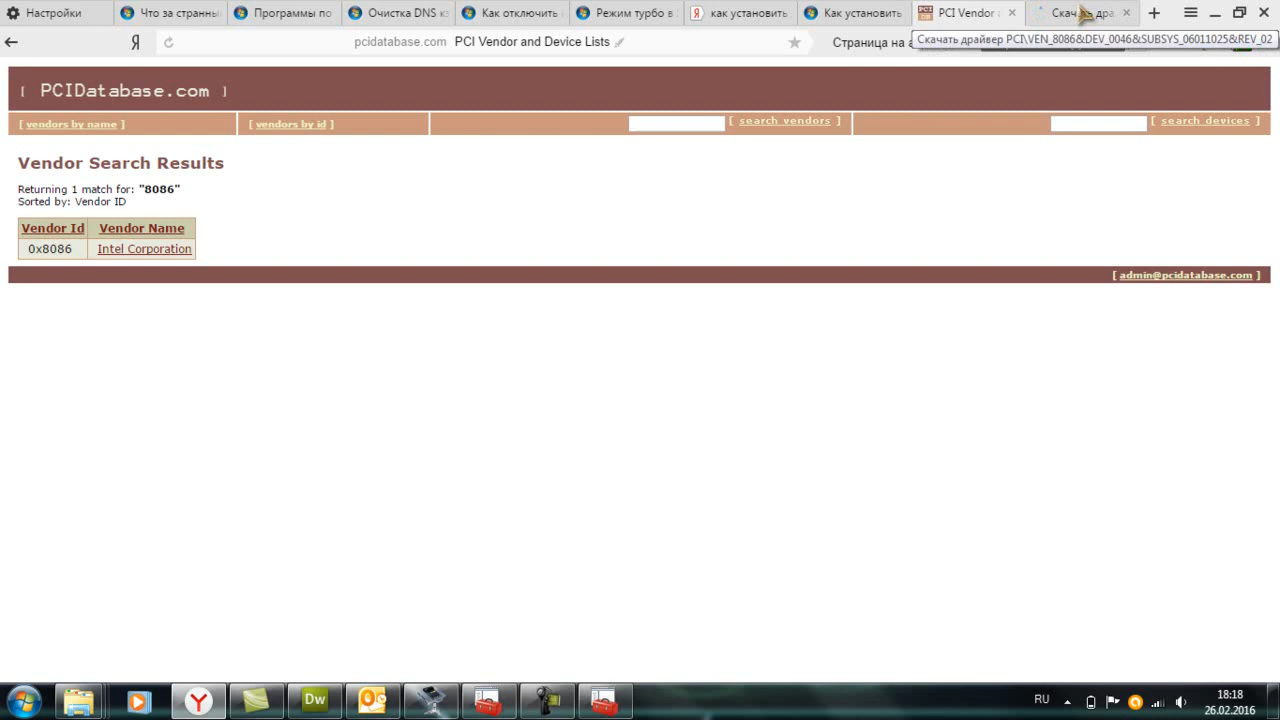 Настройки
Что за странны
Программы по
Очистка DNS кэ
Как отключить
Режим турбо в
как установить
Как установить
PCI Vendor
Скачать дра
Я
pcidatabase.com PCI Vendor and Device Lists
Страница на а
Скачать драйвер PCI\VEN_8086&DEV_0046&SUBSYS_06011025&REV_02
[ PCIDatabase.com ]
[ vendors by name ]
[ vendors by id ]
[ search vendors ]
[ search devices ]
Vendor Search Results
Returning 1 match for: "8086"
Sorted by: Vendor ID
Vendor Id Vendor Name
0x8086 Intel Corporation
[ admin@pcidatabase.com ]
Dw
RU
18:18
26.02.2016